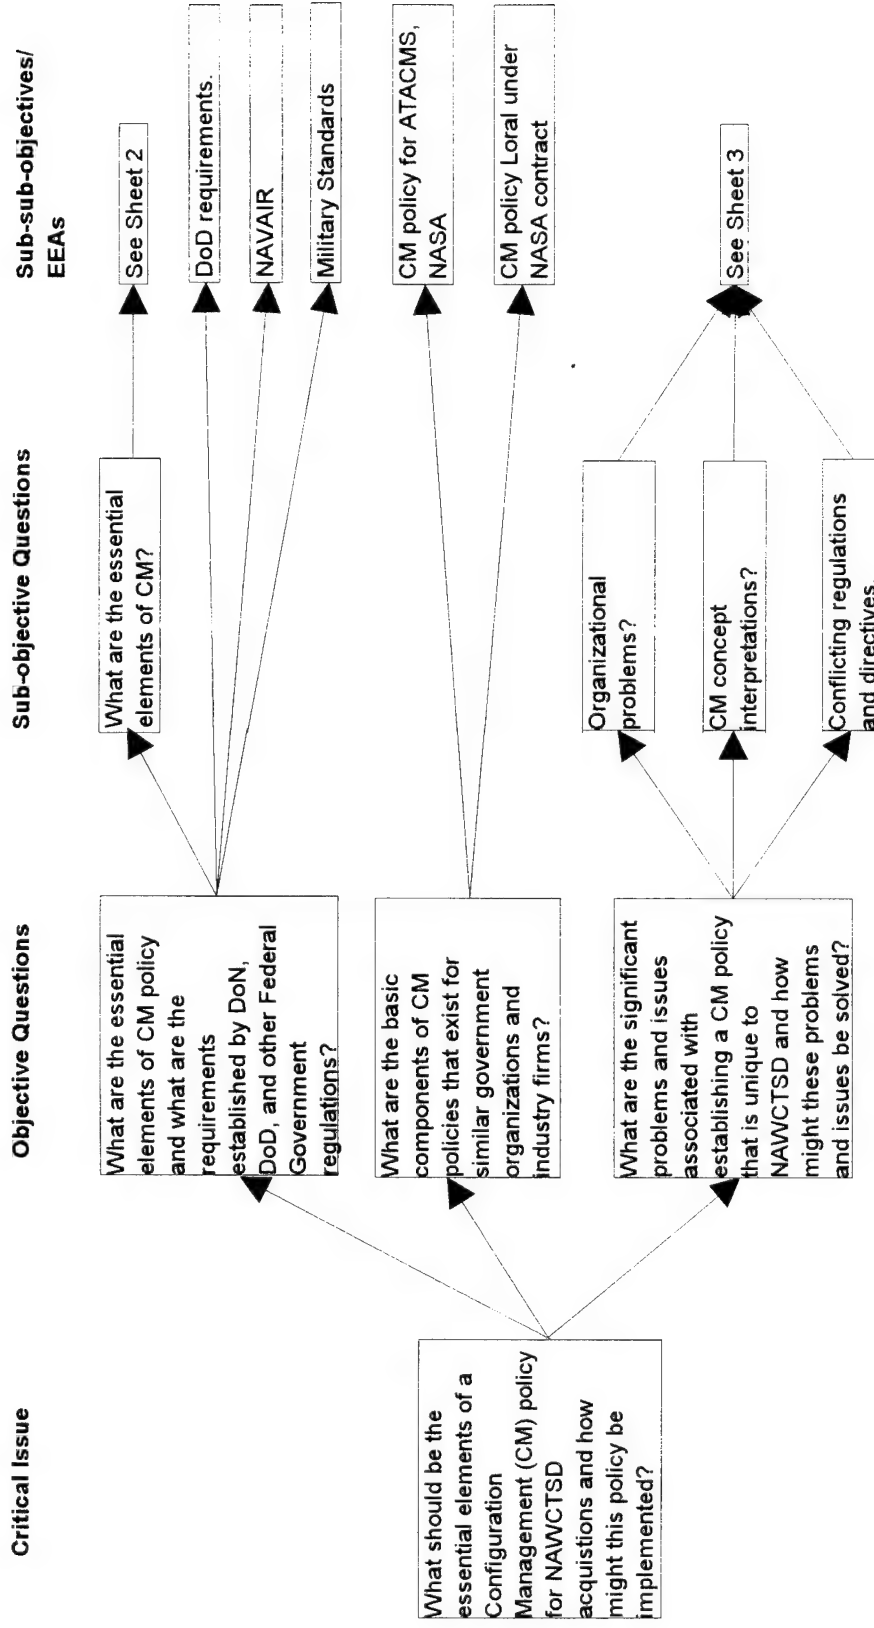 Critical Issue
Objective Questions
Sub-objective Questions
Sub-sub-objectives/
EEAs
What should be the
essential elements of a
Configuration
Management (CM) policy
for NAWCTSD
acquistions and how
might this policy be
implemented?
What are the essential
elements of CM policy
and what are the
requirements
established by DoN,
DoD, and other Federal
Government
regulations?
What are the basic
components of CM
policies that exist for
similar government
organizations and
industry firms?
What are the significant
problems and issues
associated with
establishing a CM policy
that is unique to
NAWCTSD and how
might these problems
and issues be solved?
What are the essential
elements of CM?
Organizational
problems?
CM concept
interpretations?
Conflicting regulations
and directives
See Sheet 2
DoD requirements.
NAVAIR
Military Standards
CM policy for ATACMS,
NASA
CM policy Loral under
NASA contract
See Sheet 3